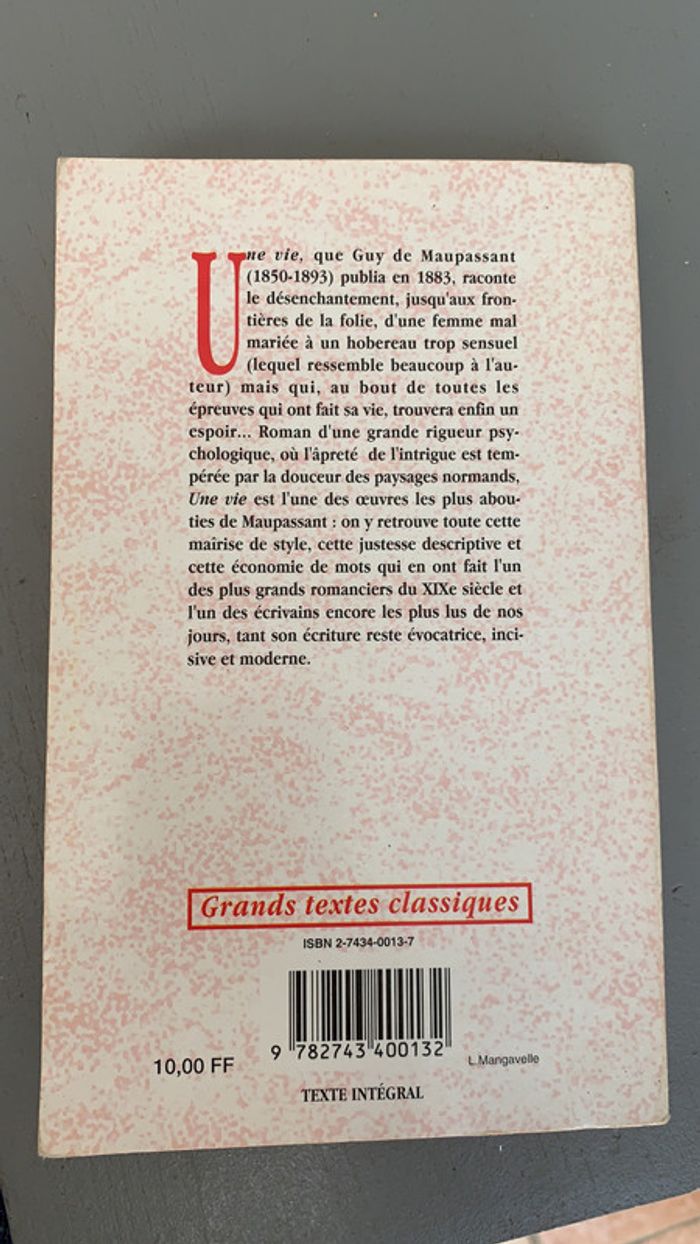 Une vie, que Guy de Maupassant
(1850-1893) publia en 1883, raconte
le désenchantement, jusqu'aux fron-
tières de la folie, d'une femme mal
mariée à un hobereau trop sensuel
(lequel ressemble beaucoup à l'au-
teur) mais qui, au bout de toutes les
épreuves qui ont fait sa vie, trouvera enfin un
espoir... Roman d'une grande rigueur psy-
chologique, où l'âpreté de l'intrigue est tem-
pérée par la douceur des paysages normands,
Une vie est l'une des œuvres les plus abou-
ties de Maupassant : on y retrouve toute cette
maîrise de style, cette justesse descriptive et
cette économie de mots qui en ont fait l'un
des plus grands romanciers du XIXe siècle et
l'un des écrivains encore les plus lus de nos
jours, tant son écriture reste évocatrice, inci-
sive et moderne.
Grands textes classiques
ISBN 2-7434-0013-7
9 782743 400132
10,00 FF
L.Mangavelle
TEXTE INTÉGRAL